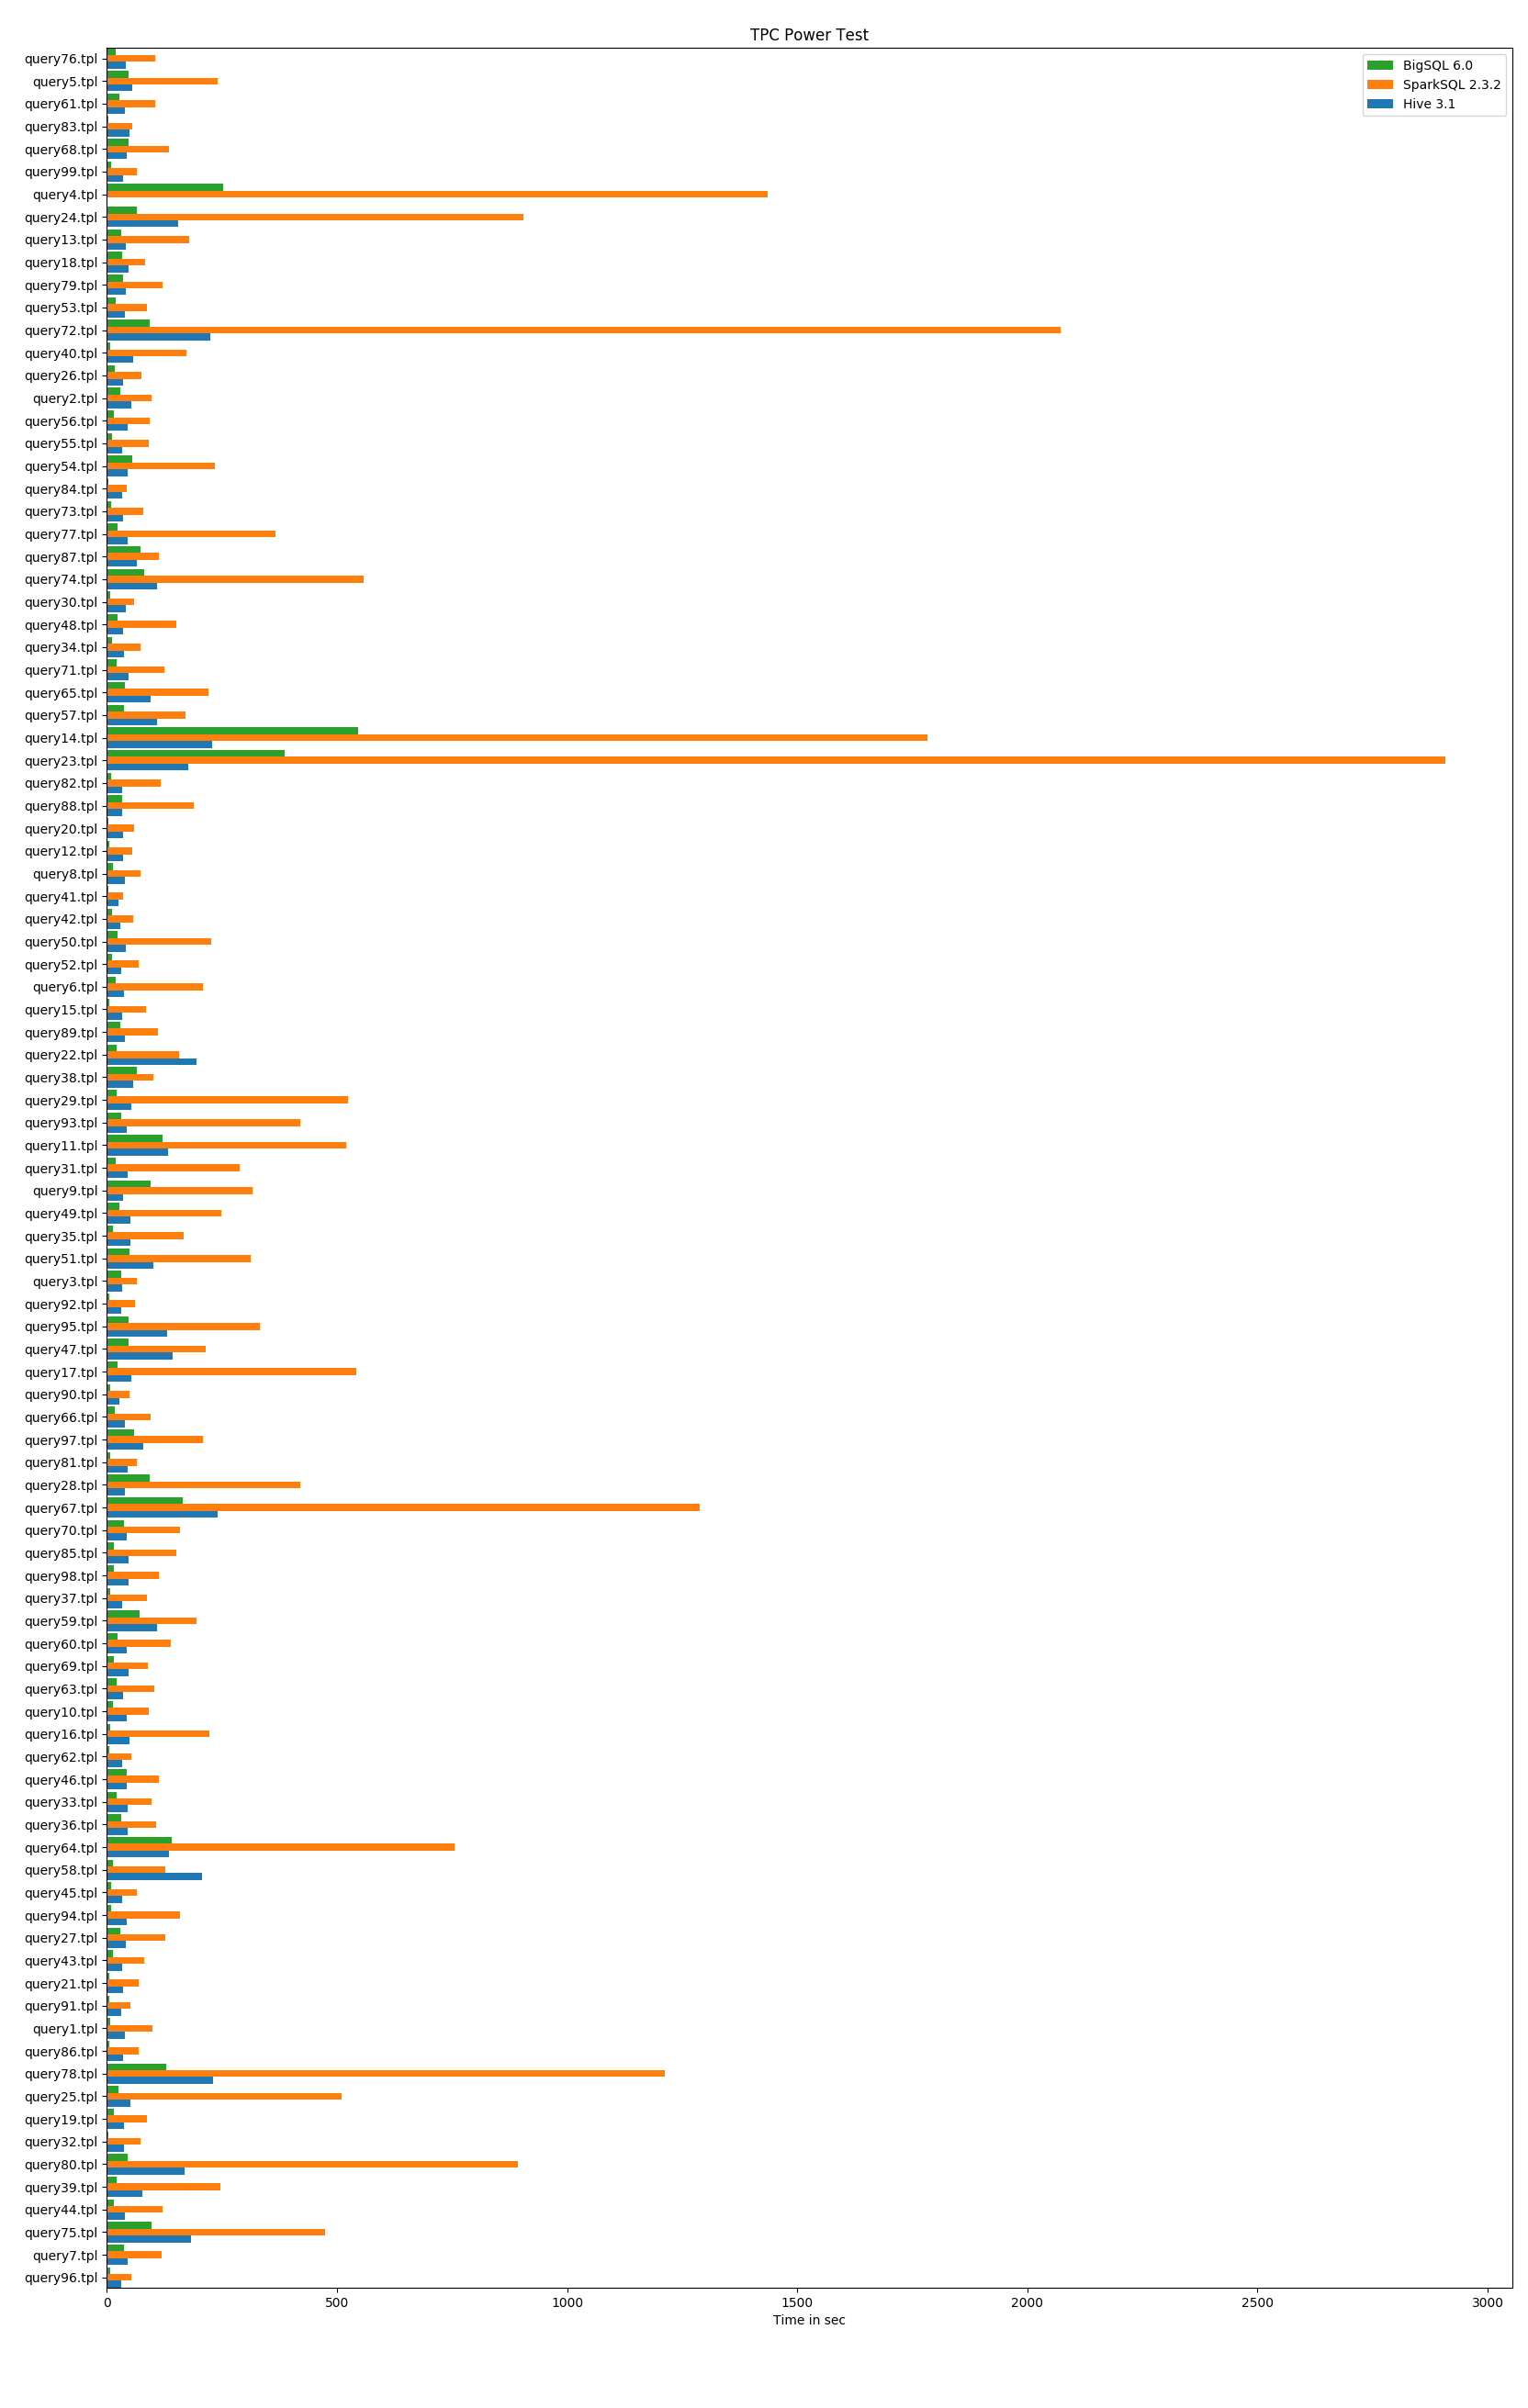 TPC Power Test
BigSQL 6.0
SparkSQL 2.3.2
Hive 3.1
query76.tpl
query5.tpl
query61.tpl
query83.tpl
query68.tpl
query99.tpl
query4.tpl
query24.tpl
query13.tpl
query18.tpl
query79.tpl
query53.tpl
query72.tpl
query40.tpl
query26.tpl
query2.tpl
query56.tpl
query55.tpl
query54.tpl
query84.tpl
query73.tpl
query77.tpl
query87.tpl
query74.tpl
query30.tpl
query48.tpl
query34.tpl
query71.tpl
query65.tpl
query57.tpl
query14.tpl
query23.tpl
query82.tpl
query88.tpl
query20.tpl
query12.tpl
query8.tpl
query41.tpl
query42.tpl
query50.tpl
query52.tpl
query6.tpl
query15.tpl
query89.tpl
query22.tpl
query38.tpl
query29.tpl
query93.tpl
query11.tpl
query31.tpl
query9.tpl
query49.tpl
query35.tpl
query51.tpl
query3.tpl
query92.tpl
query95.tpl
query47.tpl
query17.tpl
query90.tpl
query66.tpl
query97.tpl
query81.tpl
query28.tpl
query67.tpl
query70.tpl
query85.tpl
query98.tpl
query37.tpl
query59.tpl
query60.tpl
query69.tpl
query63.tpl
query10.tpl
query16.tpl
query62.tpl
query46.tpl
query33.tpl
query36.tpl
query64.tpl
query58.tpl
query45.tpl
query94.tpl
query27.tpl
query43.tpl
query21.tpl
query91.tpl
query1.tpl
query86.tpl
query78.tpl
query25.tpl
query19.tpl
query32.tpl
query80.tpl
query39.tpl
query44.tpl
query75.tpl
query7.tpl
query96.tpl
0 500 1000 1500 2000 2500 3000
Time in sec